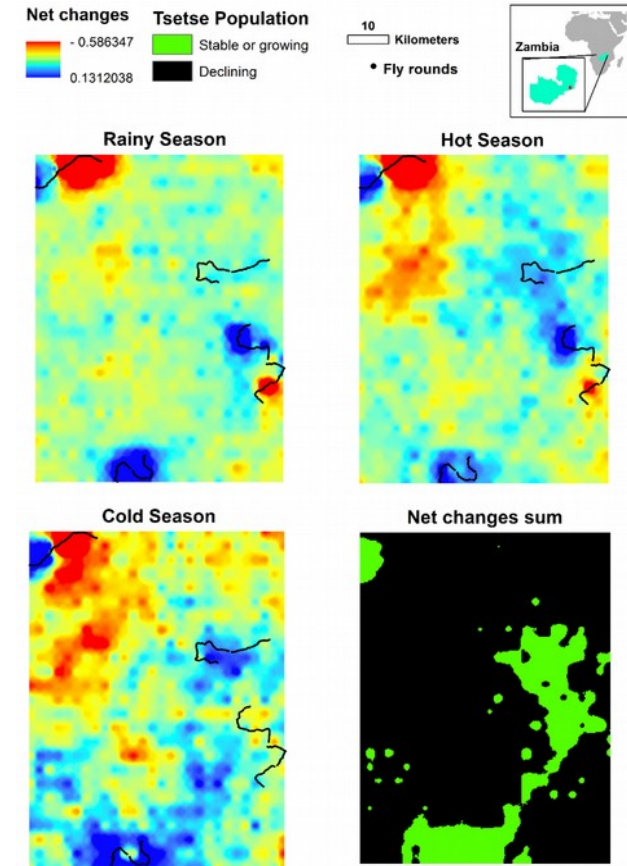 Net changes
- 0.586347
0.1312038
Tsetse Population
Stable or growing
Declining
10
Kilometers
Fly rounds
Zambia
Rainy Season
Hot Season
Cold Season
Net changes sum